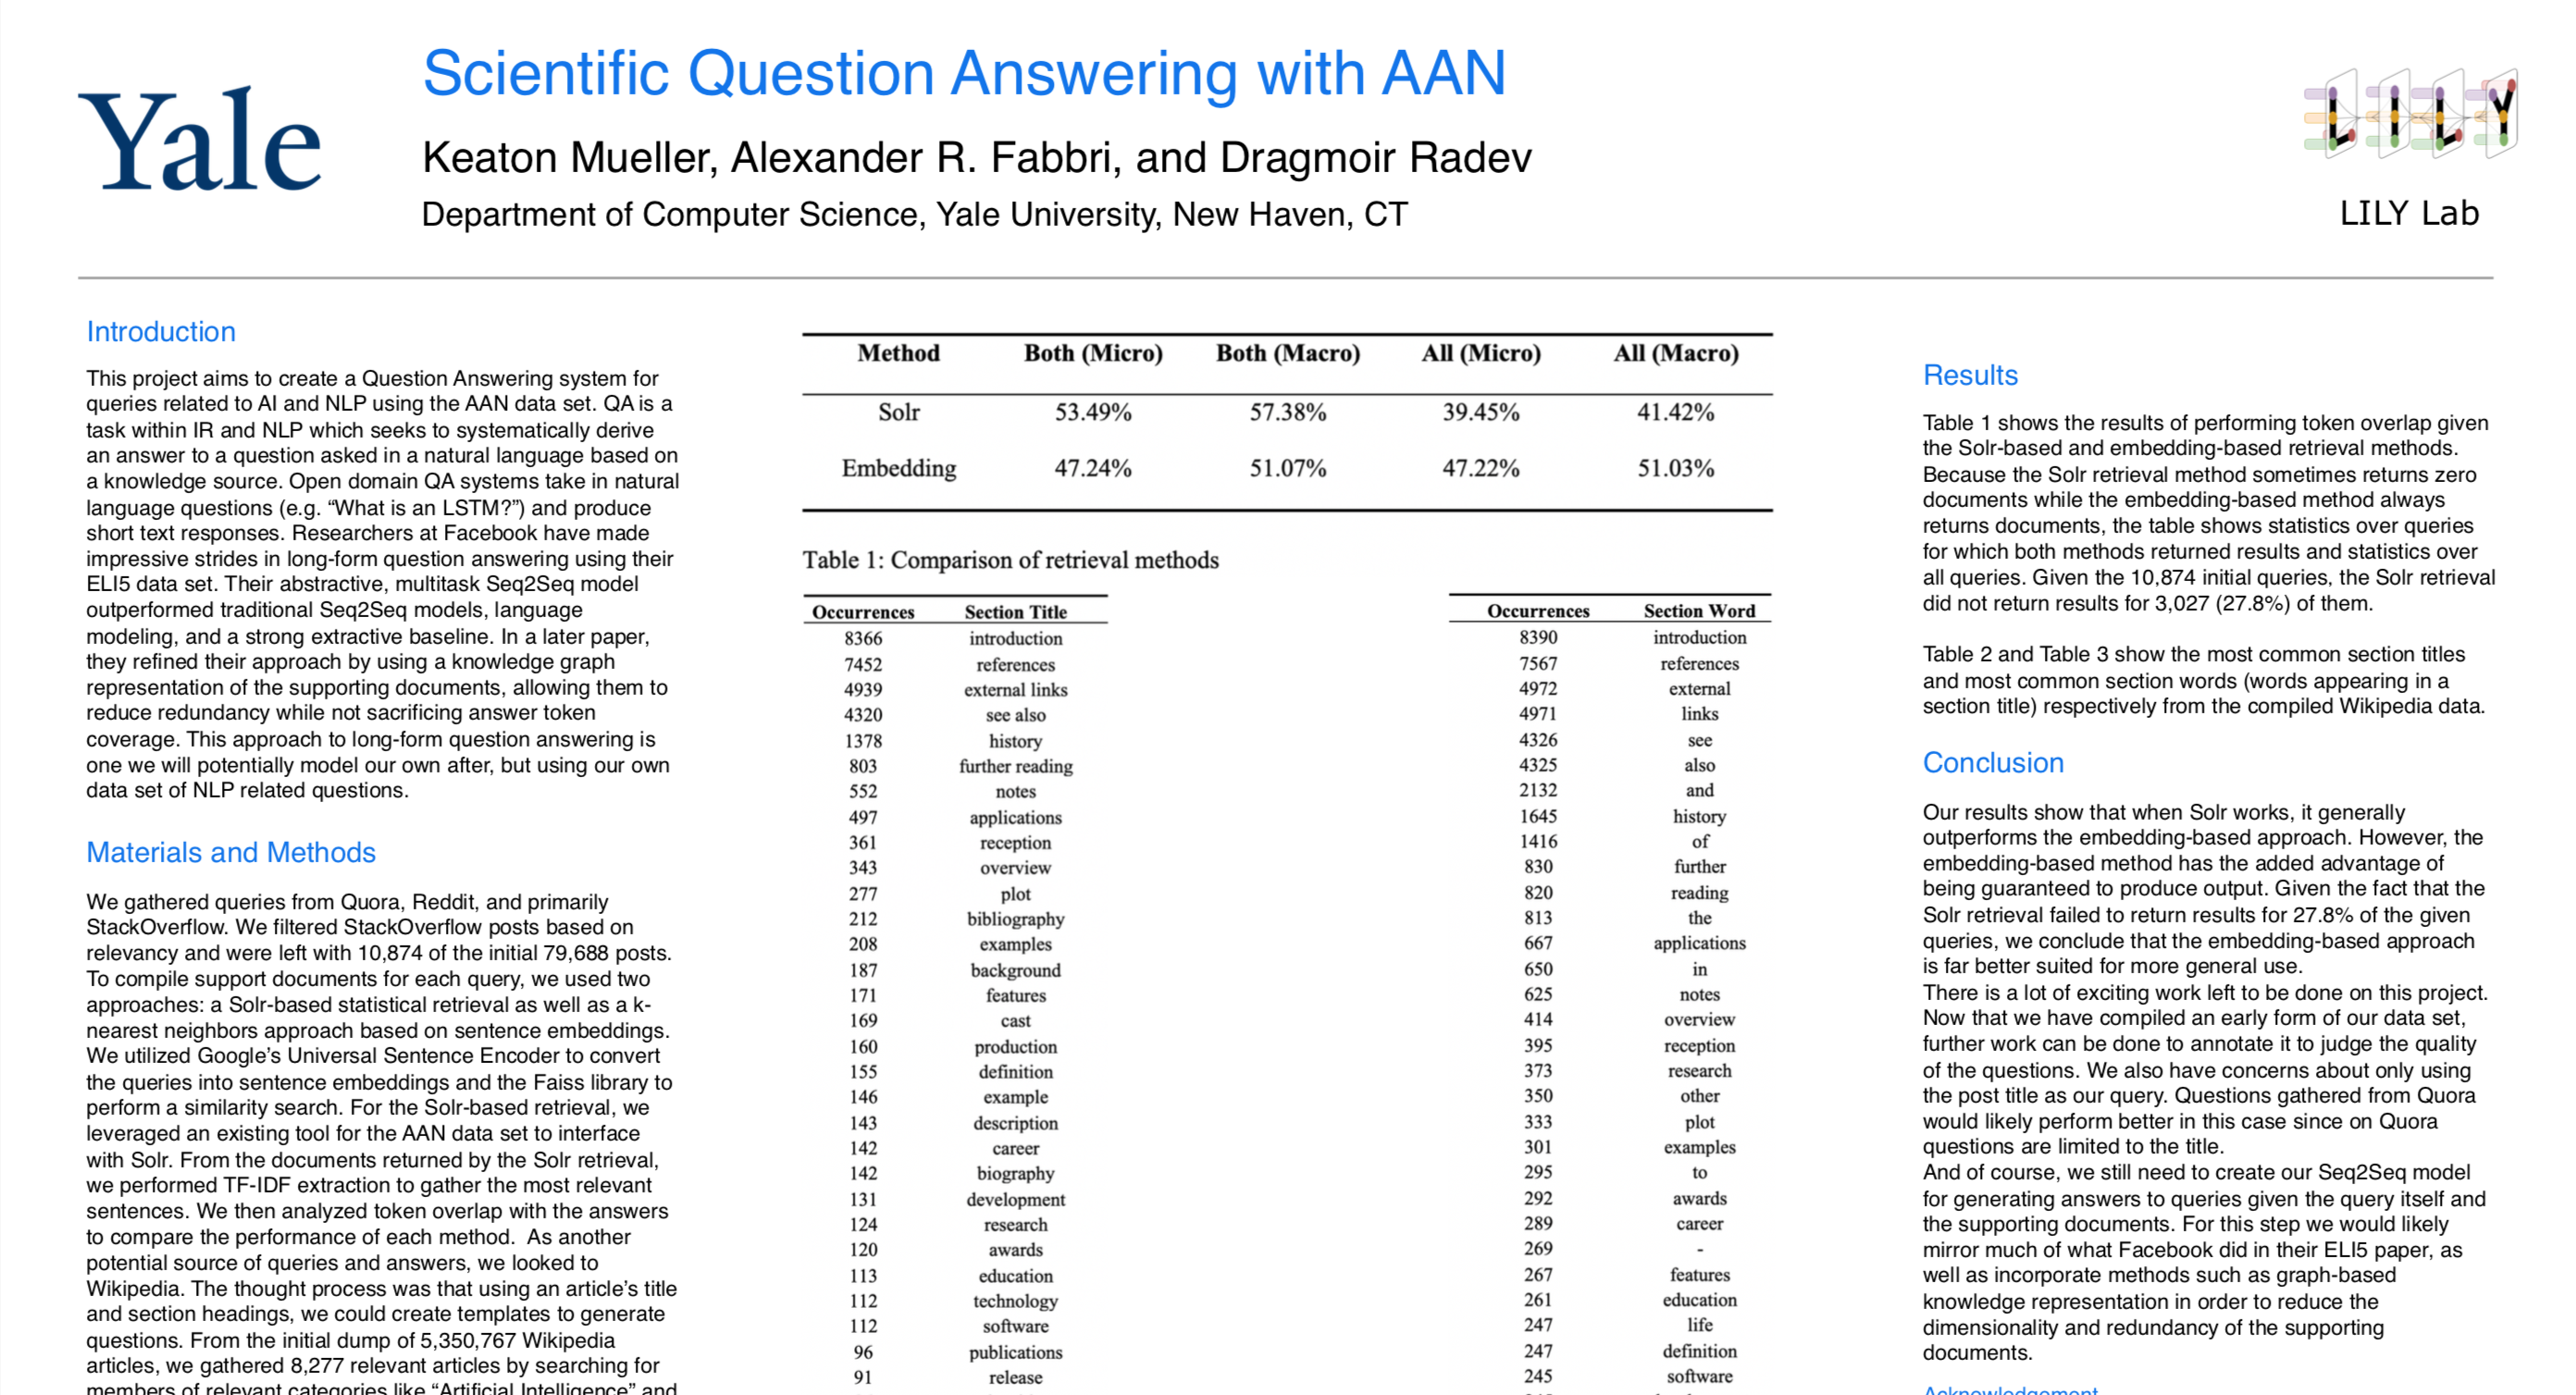 Yale
Scientific Question Answering with AAN
Keaton Mueller, Alexander R. Fabbri, and Dragmoir Radev
Department of Computer Science, Yale University, New Haven, CT
LILY
LILY Lab
Introduction
This project aims to create a Question Answering system for
queries related to AI and NLP using the AAN data set. QA is a
task within IR and NLP which seeks to systematically derive
an answer to a question asked in a natural language based on
a knowledge source. Open domain QA systems take in natural
language questions (e.g. “What is an LSTM?”) and produce
short text responses. Researchers at Facebook have made
impressive strides in long-form question answering using their
ELI5 data set. Their abstractive, multitask Seq2Seq model
outperformed traditional Seq2Seq models, language
modeling, and a strong extractive baseline. In a later paper,
they refined their approach by using a knowledge graph
representation of the supporting documents, allowing them to
reduce redundancy while not sacrificing answer token
coverage. This approach to long-form question answering is
one we will potentially model our own after, but using our own
data set of NLP related questions.
Materials and Methods
We gathered queries from Quora, Reddit, and primarily
StackOverflow. We filtered StackOverflow posts based on
relevancy and were left with 10,874 of the initial 79,688 posts.
To compile support documents for each query, we used two
approaches: a Solr-based statistical retrieval as well as a k-
nearest neighbors approach based on sentence embeddings.
We utilized Google’s Universal Sentence Encoder to convert
the queries into sentence embeddings and the Faiss library to
perform a similarity search. For the Solr-based retrieval, we
leveraged an existing tool for the AAN data set to interface
with Solr. From the documents returned by the Solr retrieval,
we performed TF-IDF extraction to gather the most relevant
sentences. We then analyzed token overlap with the answers
to compare the performance of each method.  As another
potential source of queries and answers, we looked to
Wikipedia. The thought process was that using an article’s title
and section headings, we could create templates to generate
questions. From the initial dump of 5,350,767 Wikipedia
articles, we gathered 8,277 relevant articles by searching for
members of relevant categories like “Artificial Intelligence” and
Method Both (Micro) Both (Macro) All (Micro) All (Macro)
Solr 53.49% 57.38% 39.45% 41.42%
Embedding 47.24% 51.07% 47.22% 51.03%
Table 1: Comparison of retrieval methods
Occurrences Section Title
8366 introduction
7452 references
4939 external links
4320 see also
1378 history
803 further reading
552 notes
497 applications
361 reception
343 overview
277 plot
212 bibliography
208 examples
187 background
171 features
169 cast
160 production
155 definition
146 example
143 description
142 career
142 biography
131 development
124 research
120 awards
113 education
112 technology
112 software
96 publications
91 release
Occurrences Section Word
8390 introduction
7567 references
4972 external
4971 links
4326 see
4325 also
2132 and
1645 history
1416 of
830 further
820 reading
813 the
667 applications
650 in
625 notes
414 overview
395 reception
373 research
350 other
333 plot
301 examples
295 to
292 awards
289 career
269 -
267 features
261 education
247 life
247 definition
245 software
Results
Table 1 shows the results of performing token overlap given
the Solr-based and embedding-based retrieval methods.
Because the Solr retrieval method sometimes returns zero
documents while the embedding-based method always
returns documents, the table shows statistics over queries
for which both methods returned results and statistics over
all queries. Given the 10,874 initial queries, the Solr retrieval
did not return results for 3,027 (27.8%) of them.
Table 2 and Table 3 show the most common section titles
and most common section words (words appearing in a
section title) respectively from the compiled Wikipedia data.
Conclusion
Our results show that when Solr works, it generally
outperforms the embedding-based approach. However, the
embedding-based method has the added advantage of
being guaranteed to produce output. Given the fact that the
Solr retrieval failed to return results for 27.8% of the given
queries, we conclude that the embedding-based approach
is far better suited for more general use.
There is a lot of exciting work left to be done on this project.
Now that we have compiled an early form of our data set,
further work can be done to annotate it to judge the quality
of the questions. We also have concerns about only using
the post title as our query. Questions gathered from Quora
would likely perform better in this case since on Quora
questions are limited to the title.
And of course, we still need to create our Seq2Seq model
for generating answers to queries given the query itself and
the supporting documents. For this step we would likely
mirror much of what Facebook did in their ELI5 paper, as
well as incorporate methods such as graph-based
knowledge representation in order to reduce the
dimensionality and redundancy of the supporting
documents.
Acknowledgement